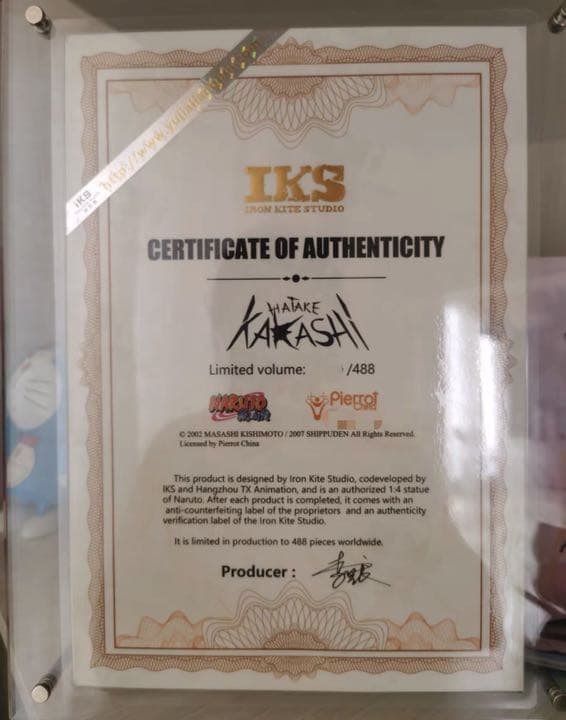 IKS
IKS
IRON KITE STUDIO
CERTIFICATE OF AUTHENTICITY
HATAKE
KAKASHI
Limited volume: /488
NARUTO
Pierrot
China
© 2002 MASASHI KISHIMOTO / 2007 SHIPPUDEN All Rights Reserved.
Licensed by Pierrot China
This product is designed by Iron Kite Studio, codeveloped by
IKS and Hangzhou TX Animation, and is an authorized 1:4 statue
of Naruto. After each product is completed, it comes with an
anti-counterfeiting label of the proprietors and an authenticity
verification label of the Iron Kite Studio.
It is limited in production to 488 pieces worldwide.
Producer :